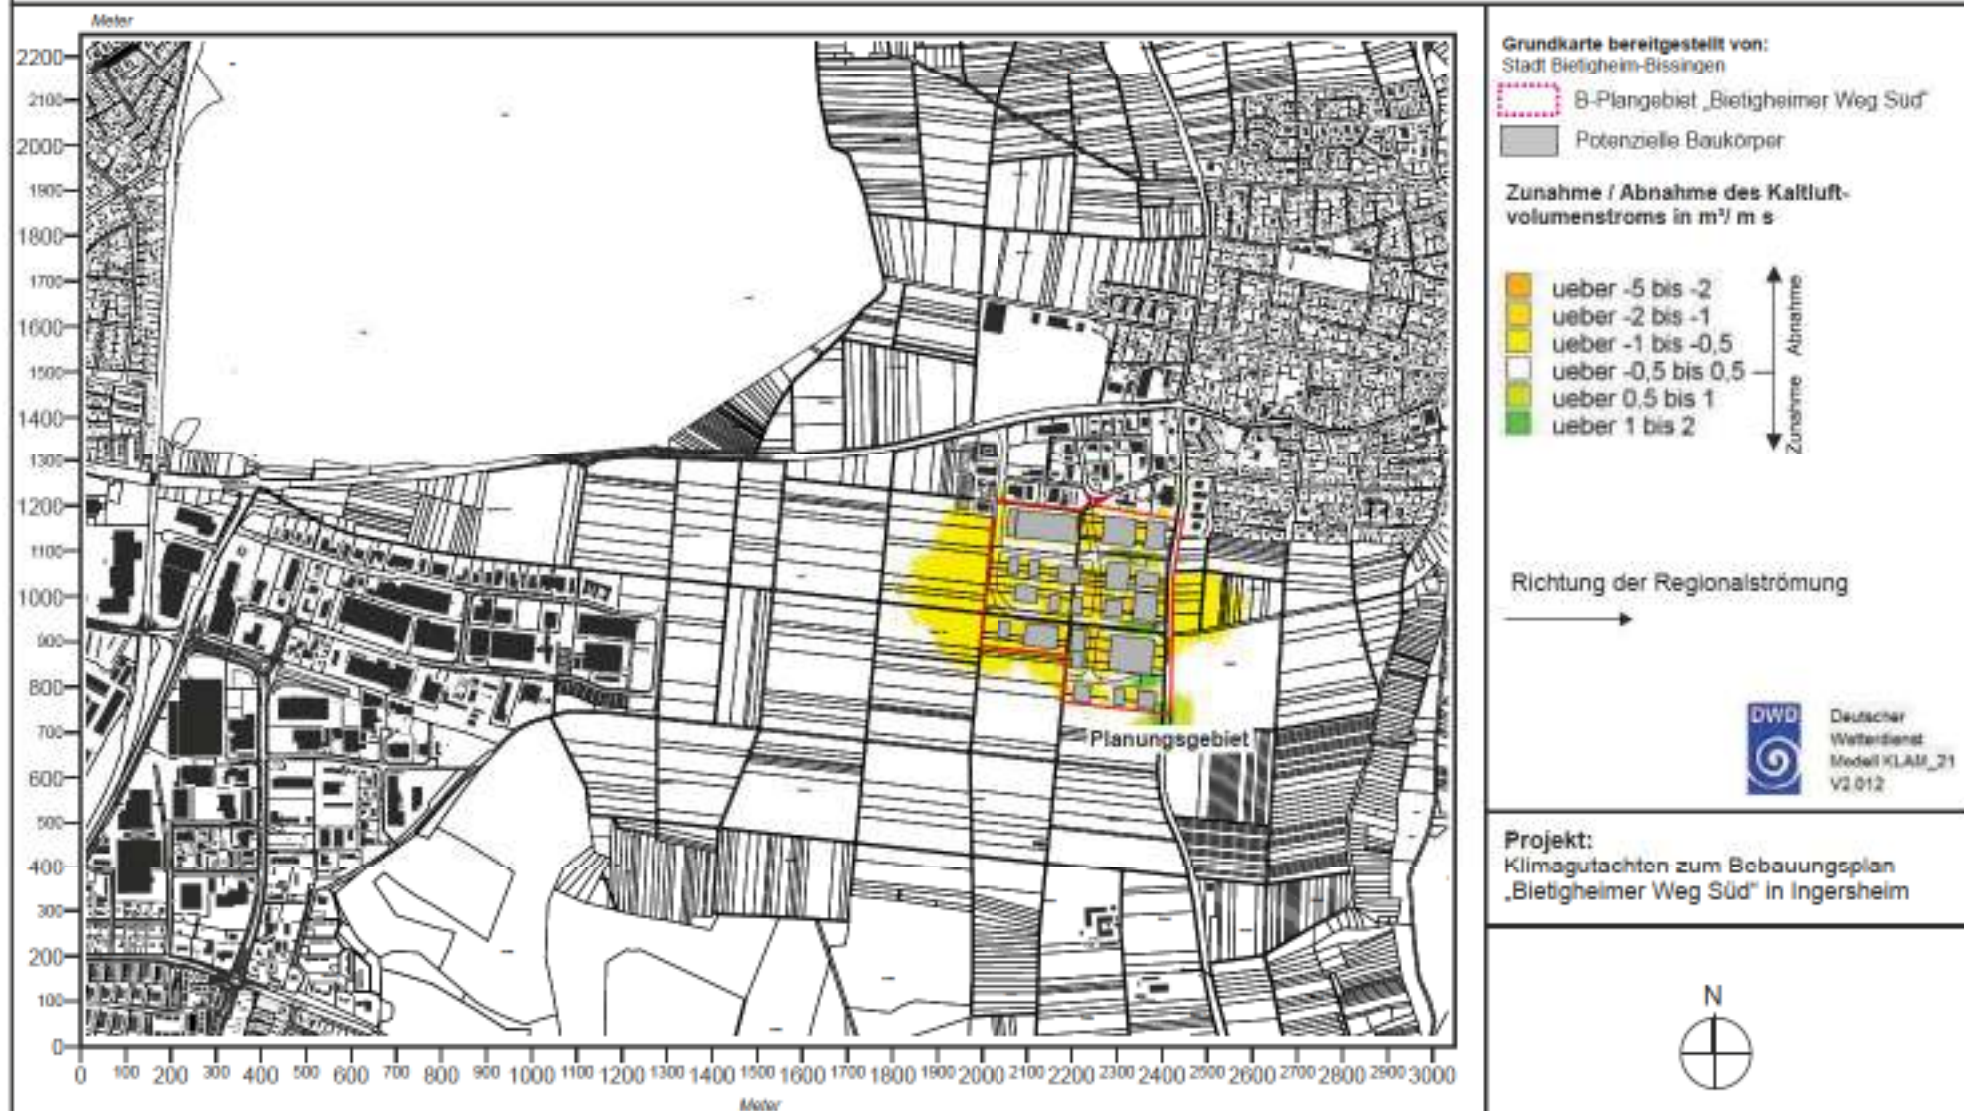 Meter
2200
2100
2000
1900
1800
1700
1600
1500
1400
1300
1200
1100
1000
900
800
700
600
500
400
300
200
100
0
0 100 200 300 400 500 600 700 800 900 1000 1100 1200 1300 1400 1500 1600 1700 1800 1900 2000 2100 2200 2300 2400 2500 2600 2700 2800 2900 3000
Meter
Planungsgebiet
Grundkarte bereitgestellt von:
Stadt Bietigheim-Bissingen
B-Plangebiet „Bietigheimer Weg Süd"
Potenzielle Baukörper
Zunahme / Abnahme des Kaltluft-
volumenstroms in m³/ m s
ueber -5 bis -2
ueber -2 bis -1
ueber -1 bis -0,5
ueber -0,5 bis 0,5
ueber 0,5 bis 1
ueber 1 bis 2
Abnahme
Zunahme
Richtung der Regionalströmung
DWD
Deutscher
Wetterdienst
Modell KLAM_21
V2.012
Projekt:
Klimagutachten zum Bebauungsplan
„Bietigheimer Weg Süd" in Ingersheim
N